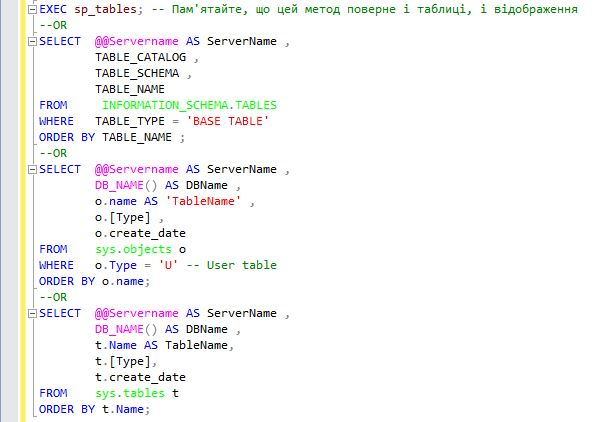 EXEC sp_tables; -- Пам'ятайте, що цей метод поверне і таблиці, і відображення
--OR
SELECT  @@Servername AS ServerName ,
        TABLE_CATALOG ,
        TABLE_SCHEMA ,
        TABLE_NAME
FROM     INFORMATION_SCHEMA.TABLES
WHERE   TABLE_TYPE = 'BASE TABLE'
ORDER BY TABLE_NAME ;
--OR
SELECT  @@Servername AS ServerName ,
        DB_NAME() AS DBName ,
        o.name AS 'TableName' ,
        o.[Type] ,
        o.create_date
FROM    sys.objects o
WHERE   o.Type = 'U' -- User table
ORDER BY o.name;
--OR
SELECT  @@Servername AS ServerName ,
        DB_NAME() AS DBName ,
        t.Name AS TableName,
        t.[Type],
        t.create_date
FROM    sys.tables t
ORDER BY t.Name;